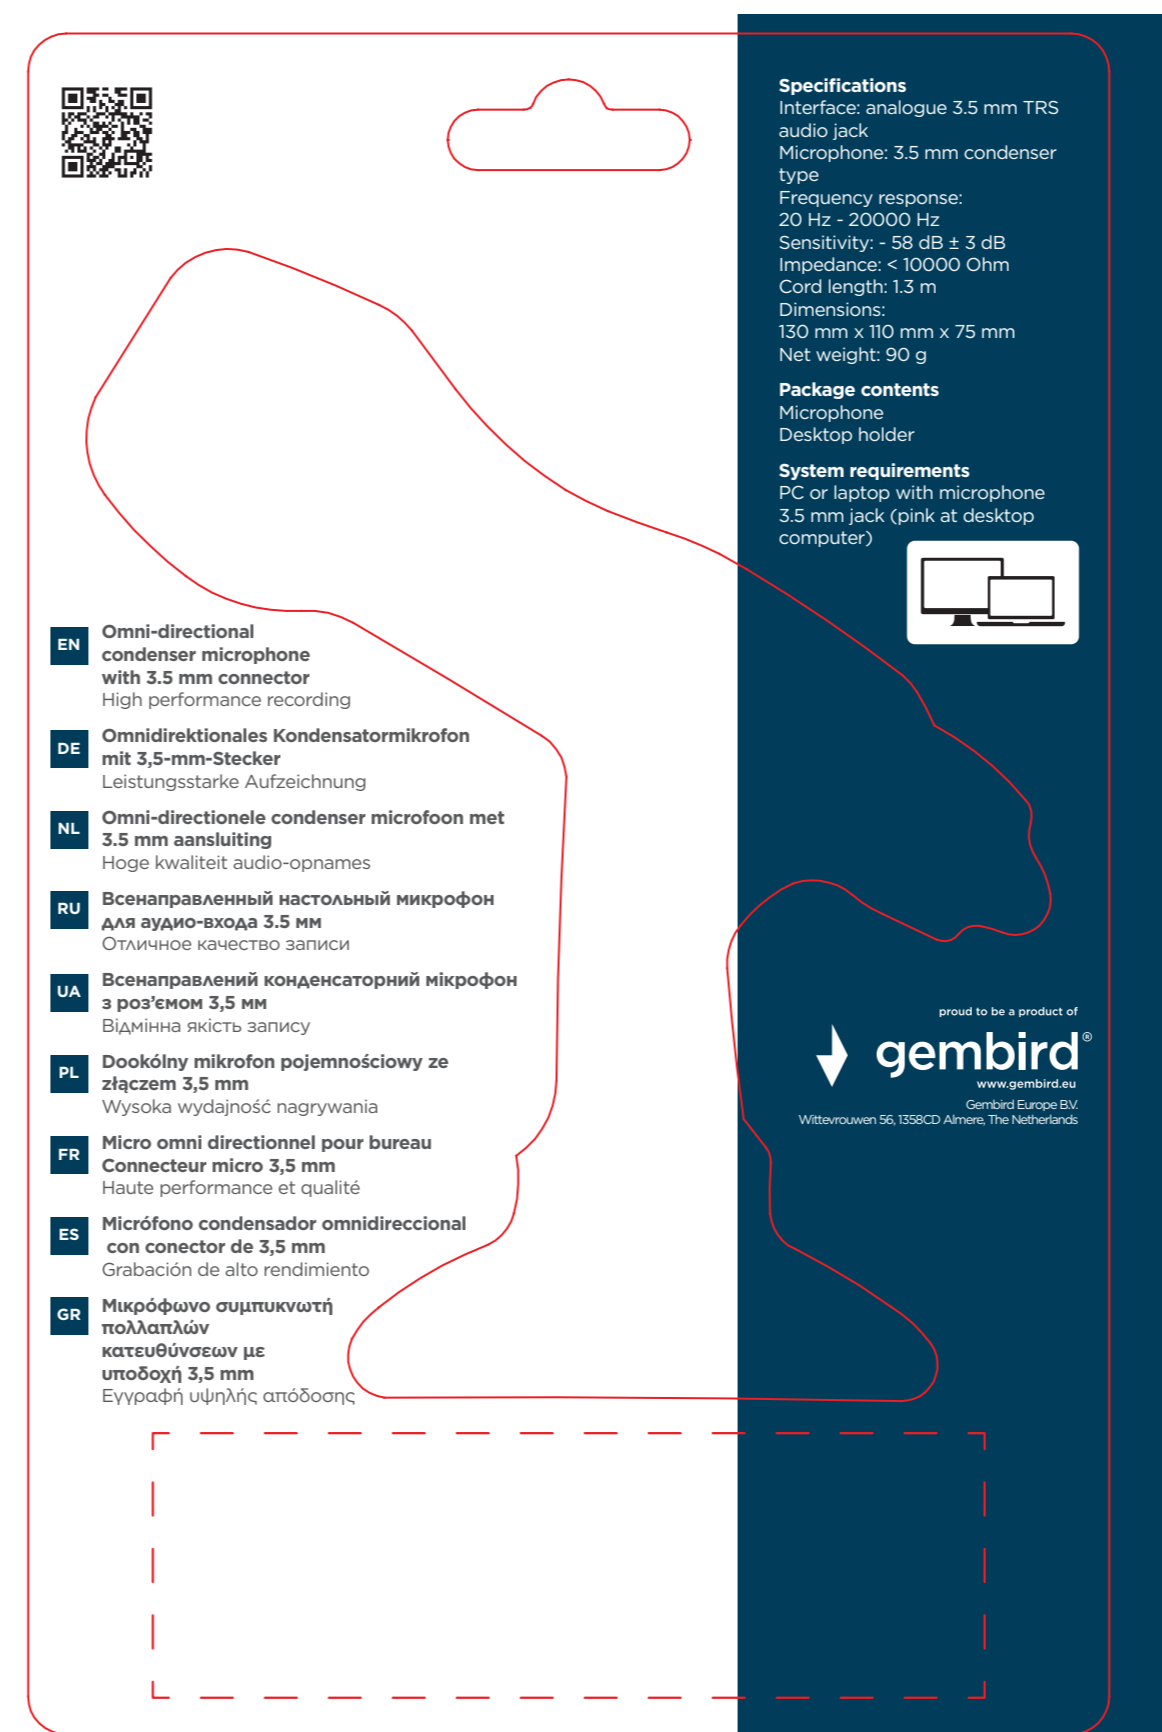 EN
Omni-directional
condenser microphone
with 3.5 mm connector
High performance recording
DE
Omnidirektionales Kondensatormikrofon
mit 3,5-mm-Stecker
Leistungsstarke Aufzeichnung
NL
Omni-directionele condenser microfoon met
3.5 mm aansluiting
Hoge kwaliteit audio-opnames
RU
Всенаправленный настольный микрофон
для аудио-входа 3.5 мм
Отличное качество записи
UA
Всенаправлений конденсаторний мікрофон
з роз’ємом 3,5 мм
Відмінна якість запису
PL
Dookólny mikrofon pojemnościowy ze
złączem 3,5 mm
Wysoka wydajność nagrywania
FR
Micro omni directionnel pour bureau
Connecteur micro 3,5 mm
Haute performance et qualité
ES
Micrófono condensador omnidireccional
con conector de 3,5 mm
Grabación de alto rendimiento
GR
Μικρόφωνο συμπυκνωτή
πολλαπλών
κατευθύνσεων με
υποδοχή 3,5 mm
Εγγραφή υψηλής απόδοσης
Specifications
Interface: analogue 3.5 mm TRS
audio jack
Microphone: 3.5 mm condenser
type
Frequency response:
20 Hz - 20000 Hz
Sensitivity: - 58 dB ± 3 dB
Impedance: < 10000 Ohm
Cord length: 1.3 m
Dimensions:
130 mm x 110 mm x 75 mm
Net weight: 90 g
Package contents
Microphone
Desktop holder
System requirements
PC or laptop with microphone
3.5 mm jack (pink at desktop
computer)
proud to be a product of
gembird®
www.gembird.eu
Gembird Europe B.V.
Wittevrouwen 56, 1358CD Almere, The Netherlands